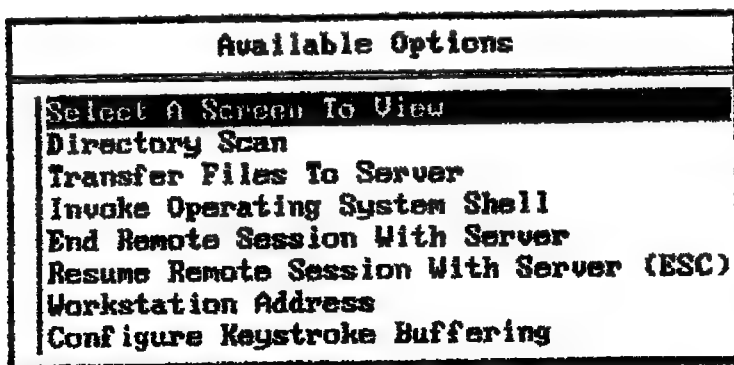 Available Options
Select A Screen To View
Directory Scan
Transfer Files To Server
Invoke Operating System Shell
End Remote Session With Server
Resume Remote Session With Server (ESC)
Workstation Address
Configure Keystroke Buffering